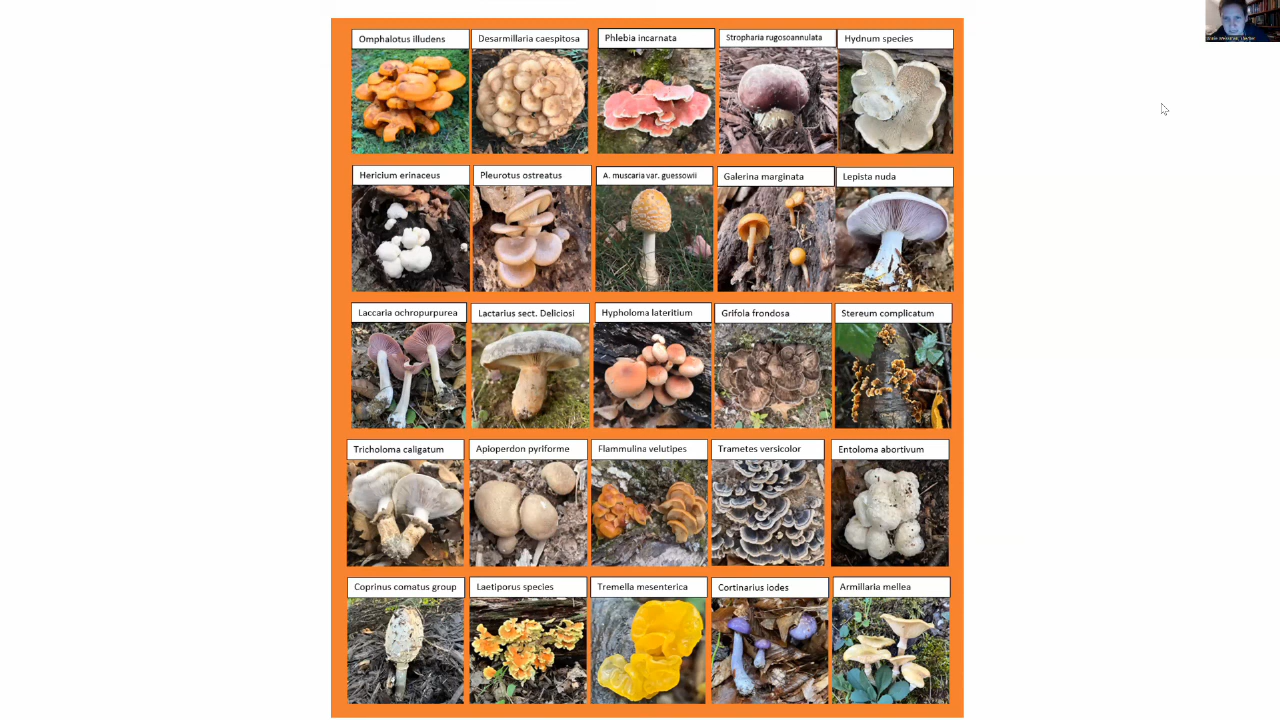 Omphalotus illudens
Desarmillaria caespitosa
Phlebia incarnata
Stropharia rugosoannulata
Hydnum species
Hericium erinaceus
Pleurotus ostreatus
A. muscaria var. guessowii
Galerina marginata
Lepista nuda
Laccaria ochropurpurea
Lactarius sect. Deliciosi
Hypholoma lateritium
Grifola frondosa
Stereum complicatum
Tricholoma caligatum
Apioperdon pyriforme
Flammulina velutipes
Trametes versicolor
Entoloma abortivum
Coprinus comatus group
Laetiporus species
Tremella mesenterica
Cortinarius iodes
Armillaria mellea